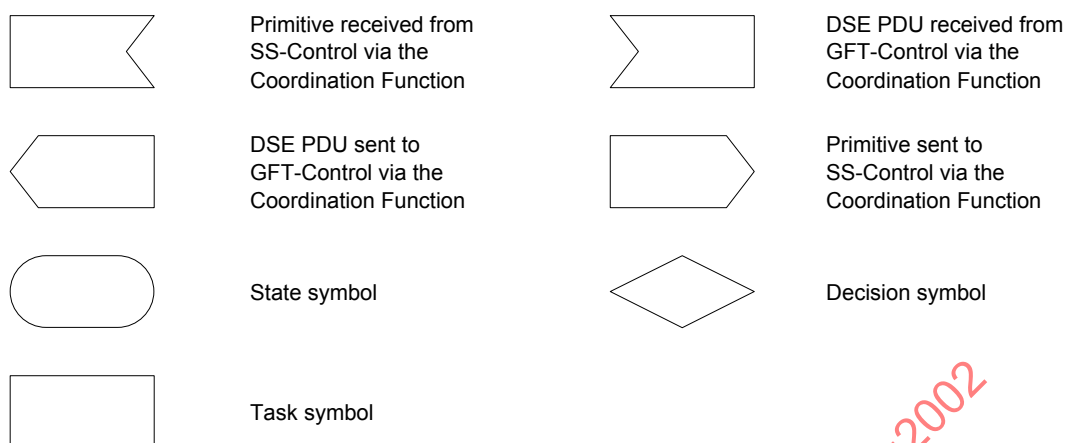 Primitive received from
SS-Control via the
Coordination Function
DSE PDU received from
GFT-Control via the
Coordination Function
DSE PDU sent to
GFT-Control via the
Coordination Function
Primitive sent to
SS-Control via the
Coordination Function
State symbol
Decision symbol
Task symbol
2002